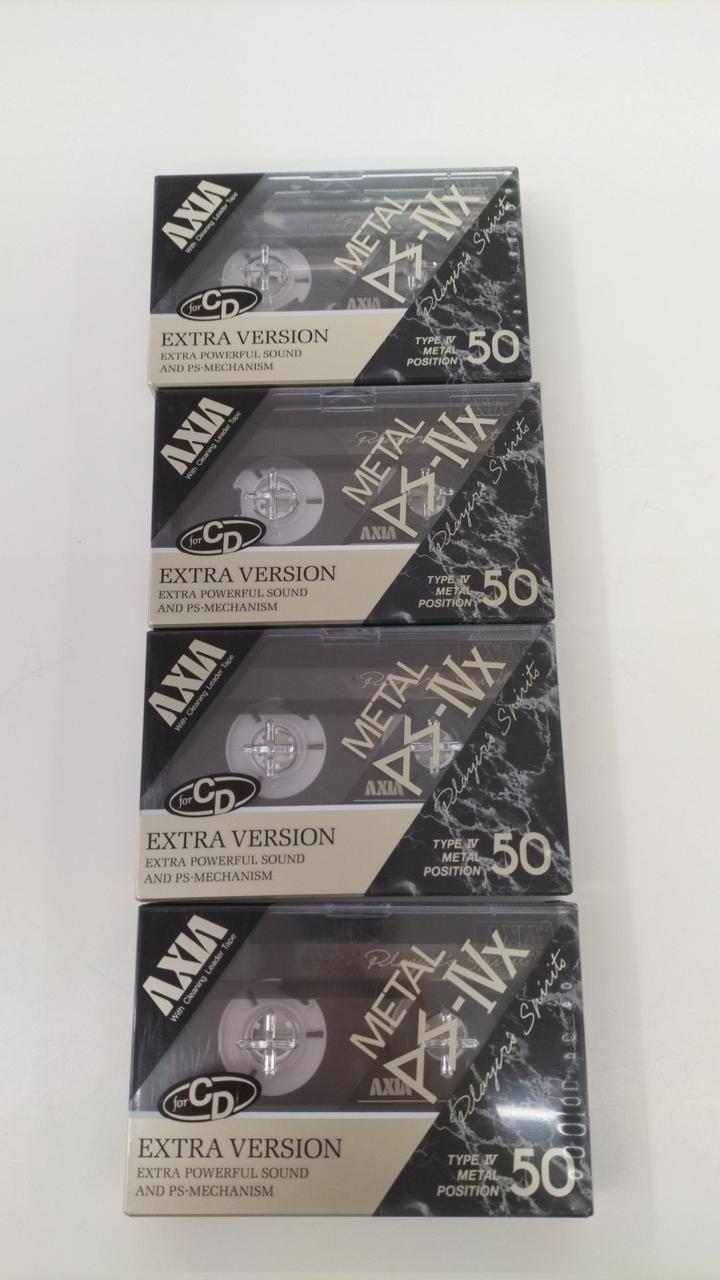 AXIA
With Cleaning Leader Tape
METAL
PS-IVx
Player's Spirits
AXIA
for CD
EXTRA VERSION
EXTRA POWERFUL SOUND
AND PS-MECHANISM
TYPE IV
METAL
POSITION
50
AXIA
With Cleaning Leader Tape
METAL
PS-IVx
Player's Spirits
AXIA
for CD
EXTRA VERSION
EXTRA POWERFUL SOUND
AND PS-MECHANISM
TYPE IV
METAL
POSITION
50
AXIA
With Cleaning Leader Tape
METAL
PS-IVx
Player's Spirits
AXIA
for CD
EXTRA VERSION
EXTRA POWERFUL SOUND
AND PS-MECHANISM
TYPE IV
METAL
POSITION
50
AXIA
With Cleaning Leader Tape
METAL
PS-IVx
Player's Spirits
AXIA
for CD
EXTRA VERSION
EXTRA POWERFUL SOUND
AND PS-MECHANISM
TYPE IV
METAL
POSITION
50